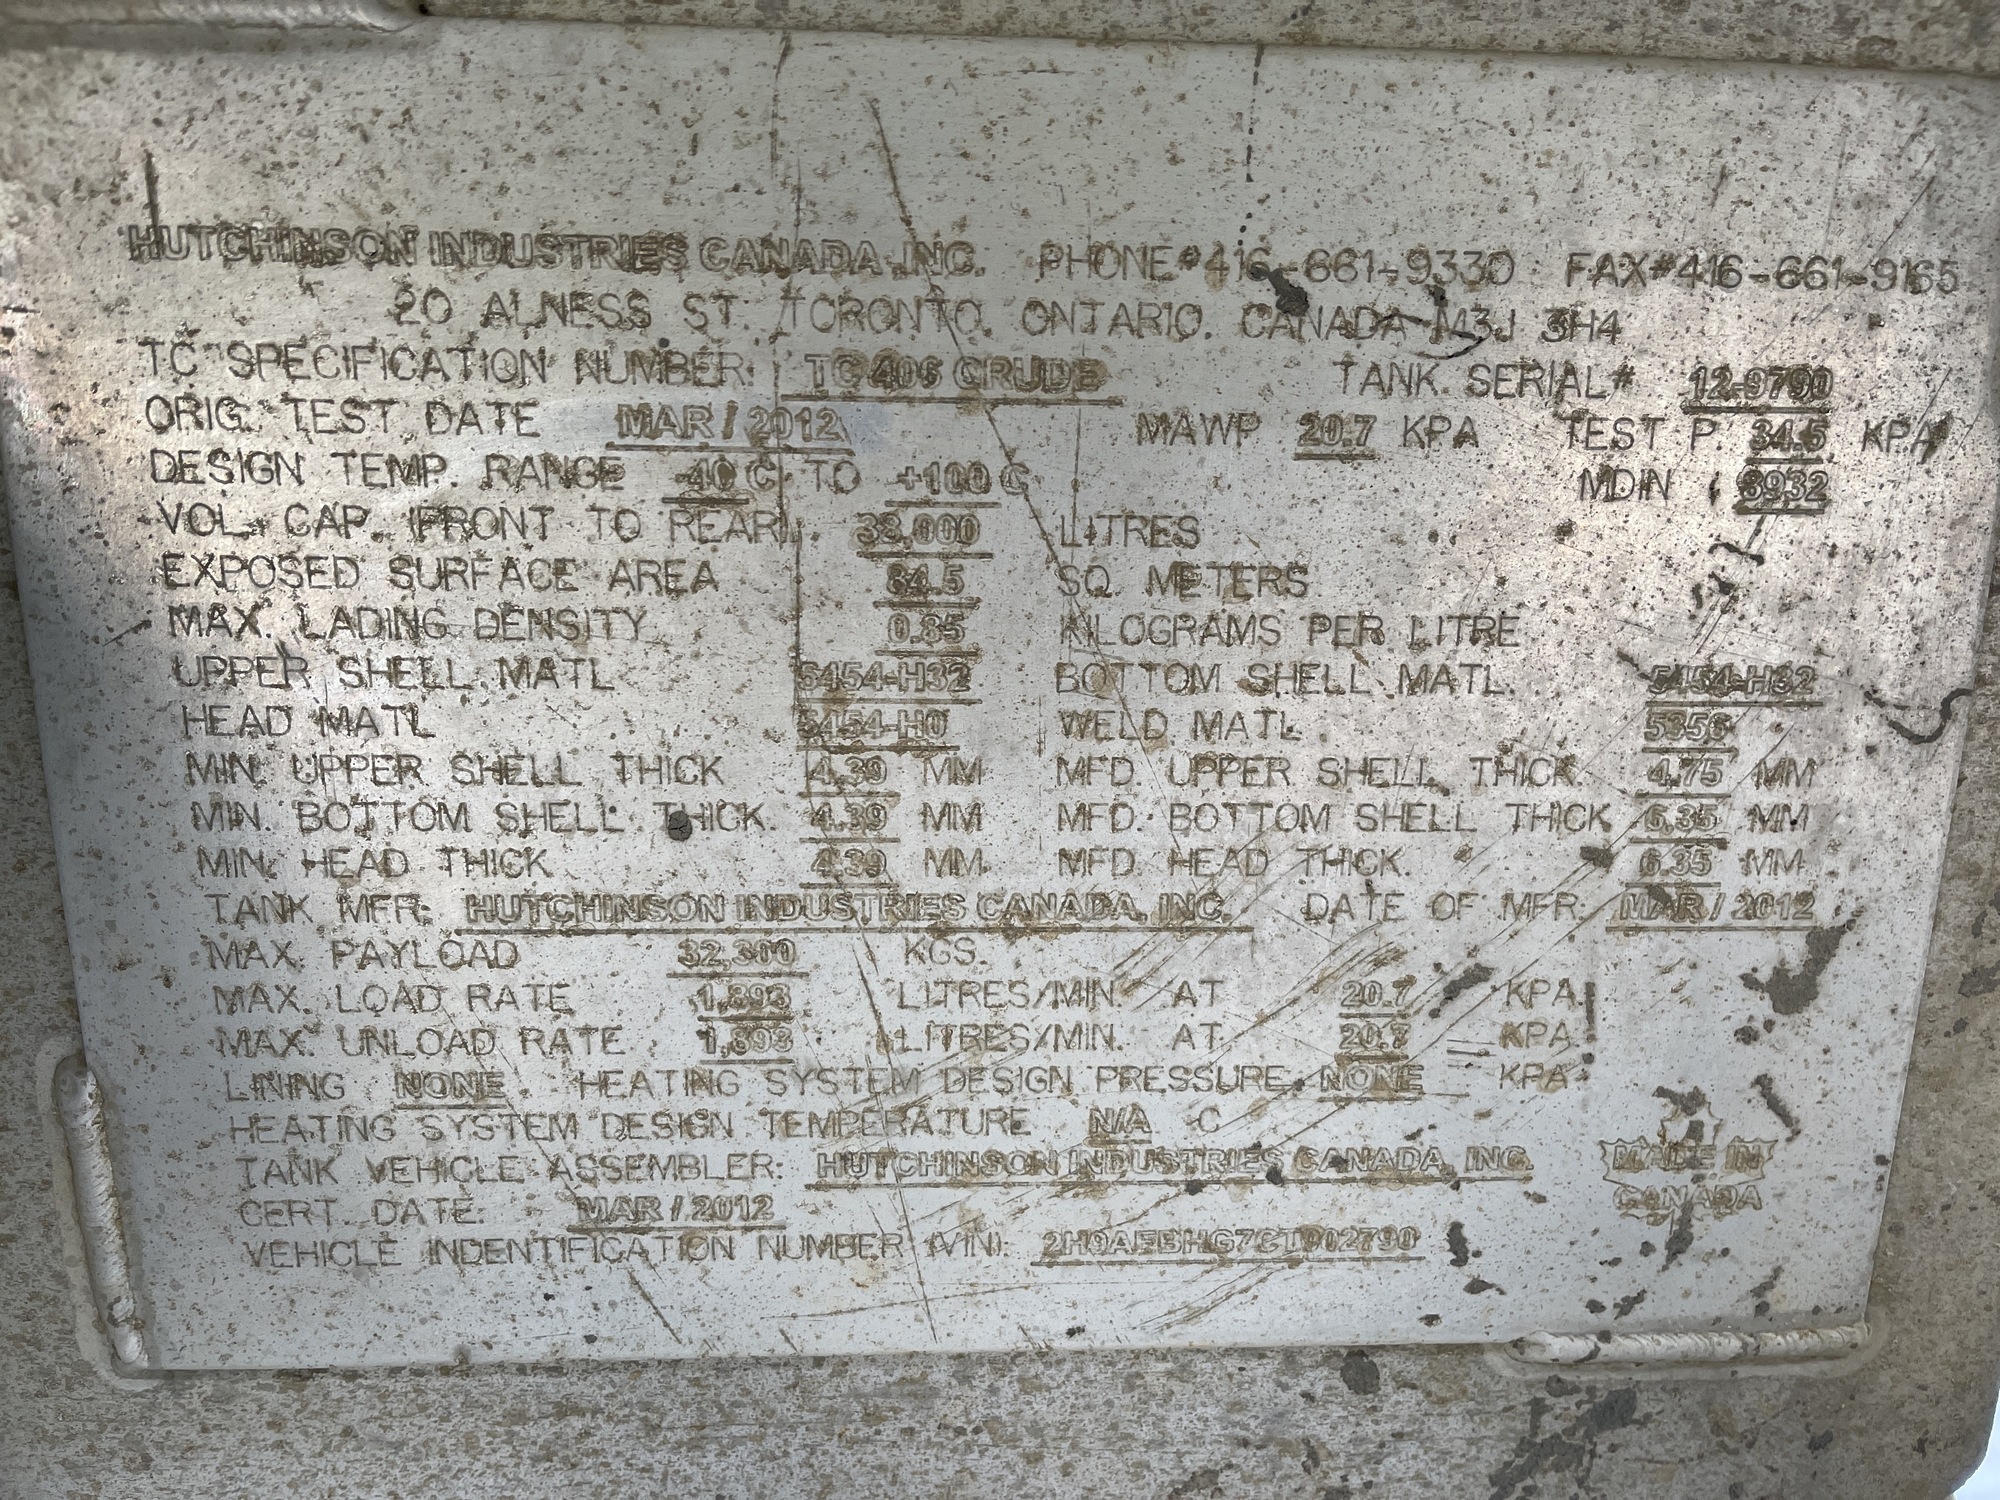 HUTCHINSON INDUSTRIES CANADA, INC. PHONE#416-661-9330 FAX#416-661-9165
20 ALNESS ST. TORONTO, ONTARIO, CANADA M3J 3H4
TC SPECIFICATION NUMBER: TC 406 CRUDE TANK SERIAL# 12-9790
ORIG. TEST DATE MAR / 2012 MAWP 20.7 KPA TEST P. 34.5 KPA
DESIGN TEMP. RANGE -40 C TO +100 C MDIN 8932
VOL. CAP. (FRONT TO REAR) 38,000 LITRES
EXPOSED SURFACE AREA 84.5 SQ METERS
MAX. LADING DENSITY 0.85 KILOGRAMS PER LITRE
UPPER SHELL MATL 5454-H32 BOTTOM SHELL MATL. 5454-H32
HEAD MATL 5454-H0 WELD MATL. 5356
MIN. UPPER SHELL THICK 4.39 MM MFD. UPPER SHELL THICK. 4.75 MM
MIN. BOTTOM SHELL THICK. 4.39 MM MFD. BOTTOM SHELL THICK 6.35 MM
MIN. HEAD THICK 4.39 MM MFD. HEAD THICK. 6.35 MM
TANK MFR: HUTCHINSON INDUSTRIES CANADA, INC. DATE OF MFR: MAR / 2012
MAX. PAYLOAD 32,300 KGS.
MAX. LOAD RATE 1,893 LITRES/MIN. AT 20.7 KPA
MAX. UNLOAD RATE 1,893 LITRES/MIN. AT 20.7 KPA
LINING NONE HEATING SYSTEM DESIGN PRESSURE NONE KPA
HEATING SYSTEM DESIGN TEMPERATURE N/A C
TANK VEHICLE ASSEMBLER: HUTCHINSON INDUSTRIES CANADA, INC.
MADE IN
CANADA
CERT. DATE: MAR / 2012
VEHICLE INDENTIFICATION NUMBER (VIN):